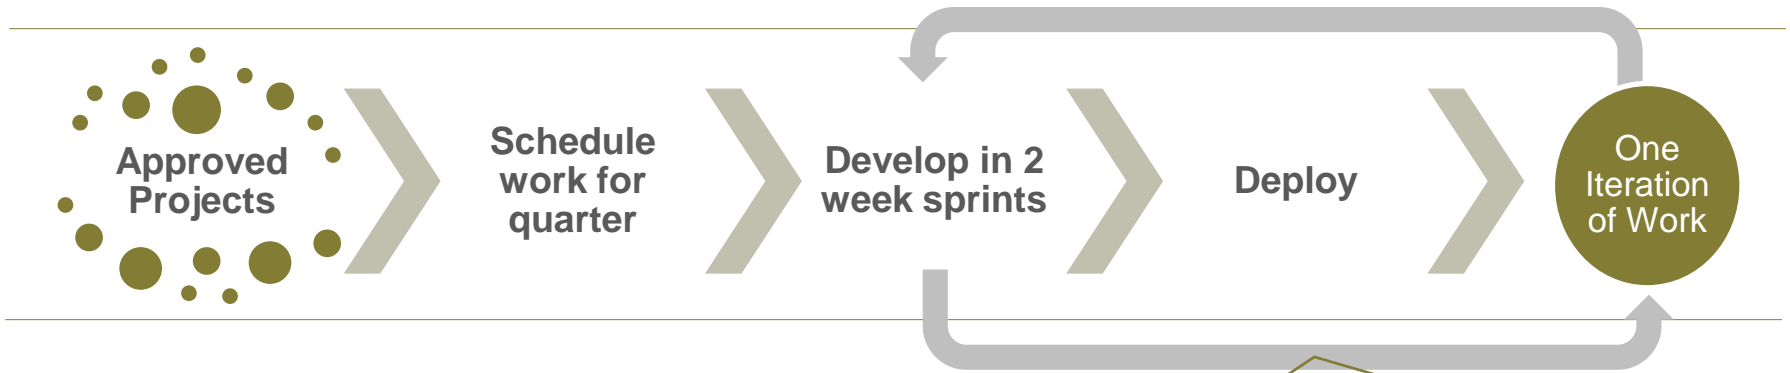 Approved
Projects
Schedule
work for
quarter
Develop in 2
week sprints
Deploy
One
Iteration
of Work